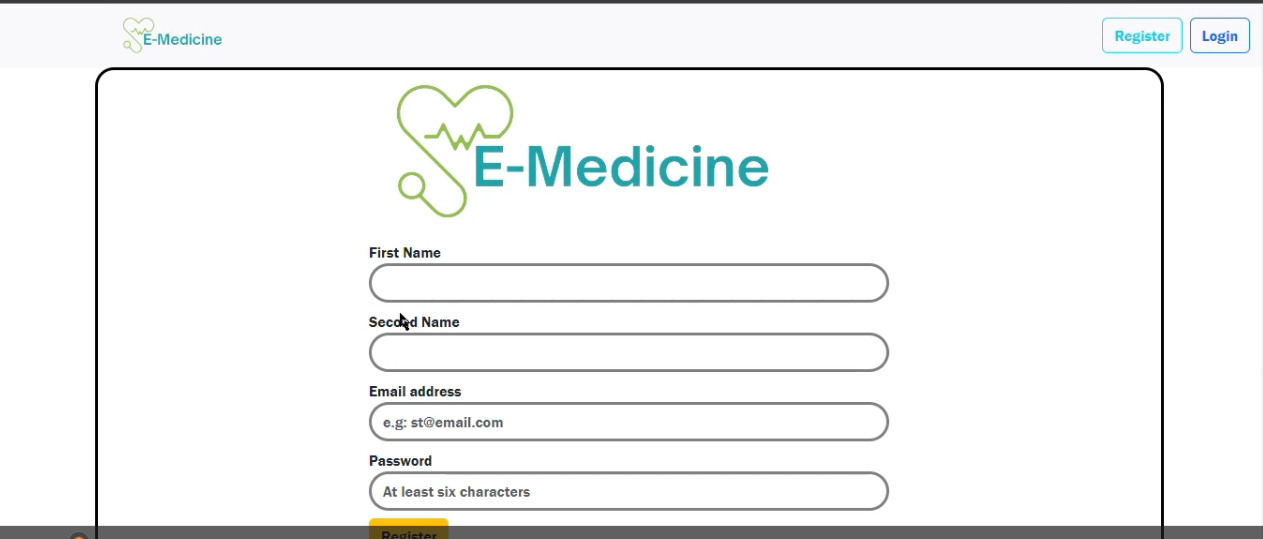 E-Medicine
Register Login
E-Medicine
First Name
Second Name
Email address
e.g: st@email.com
Password
At least six characters
Register